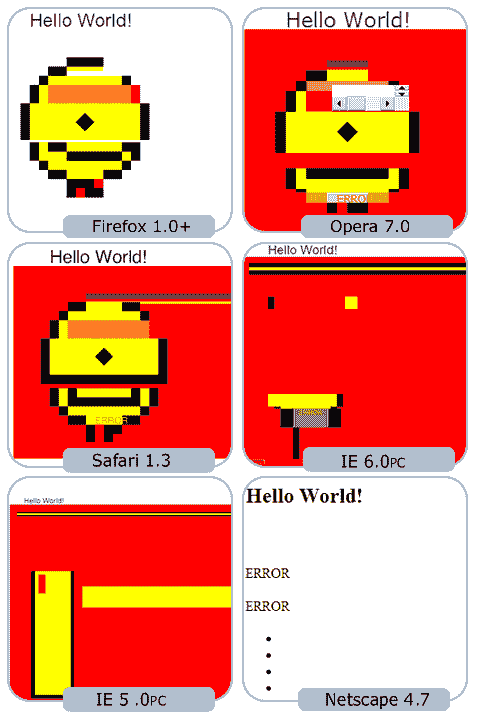 Hello World!
Firefox 1.0+
Hello World!
ERRO
Opera 7.0
Hello World!
ERROR
Safari 1.3
Hello World!
IE 6.0PC
Hello World!
IE 5 .0PC
Hello World!
ERROR
ERROR
Netscape 4.7